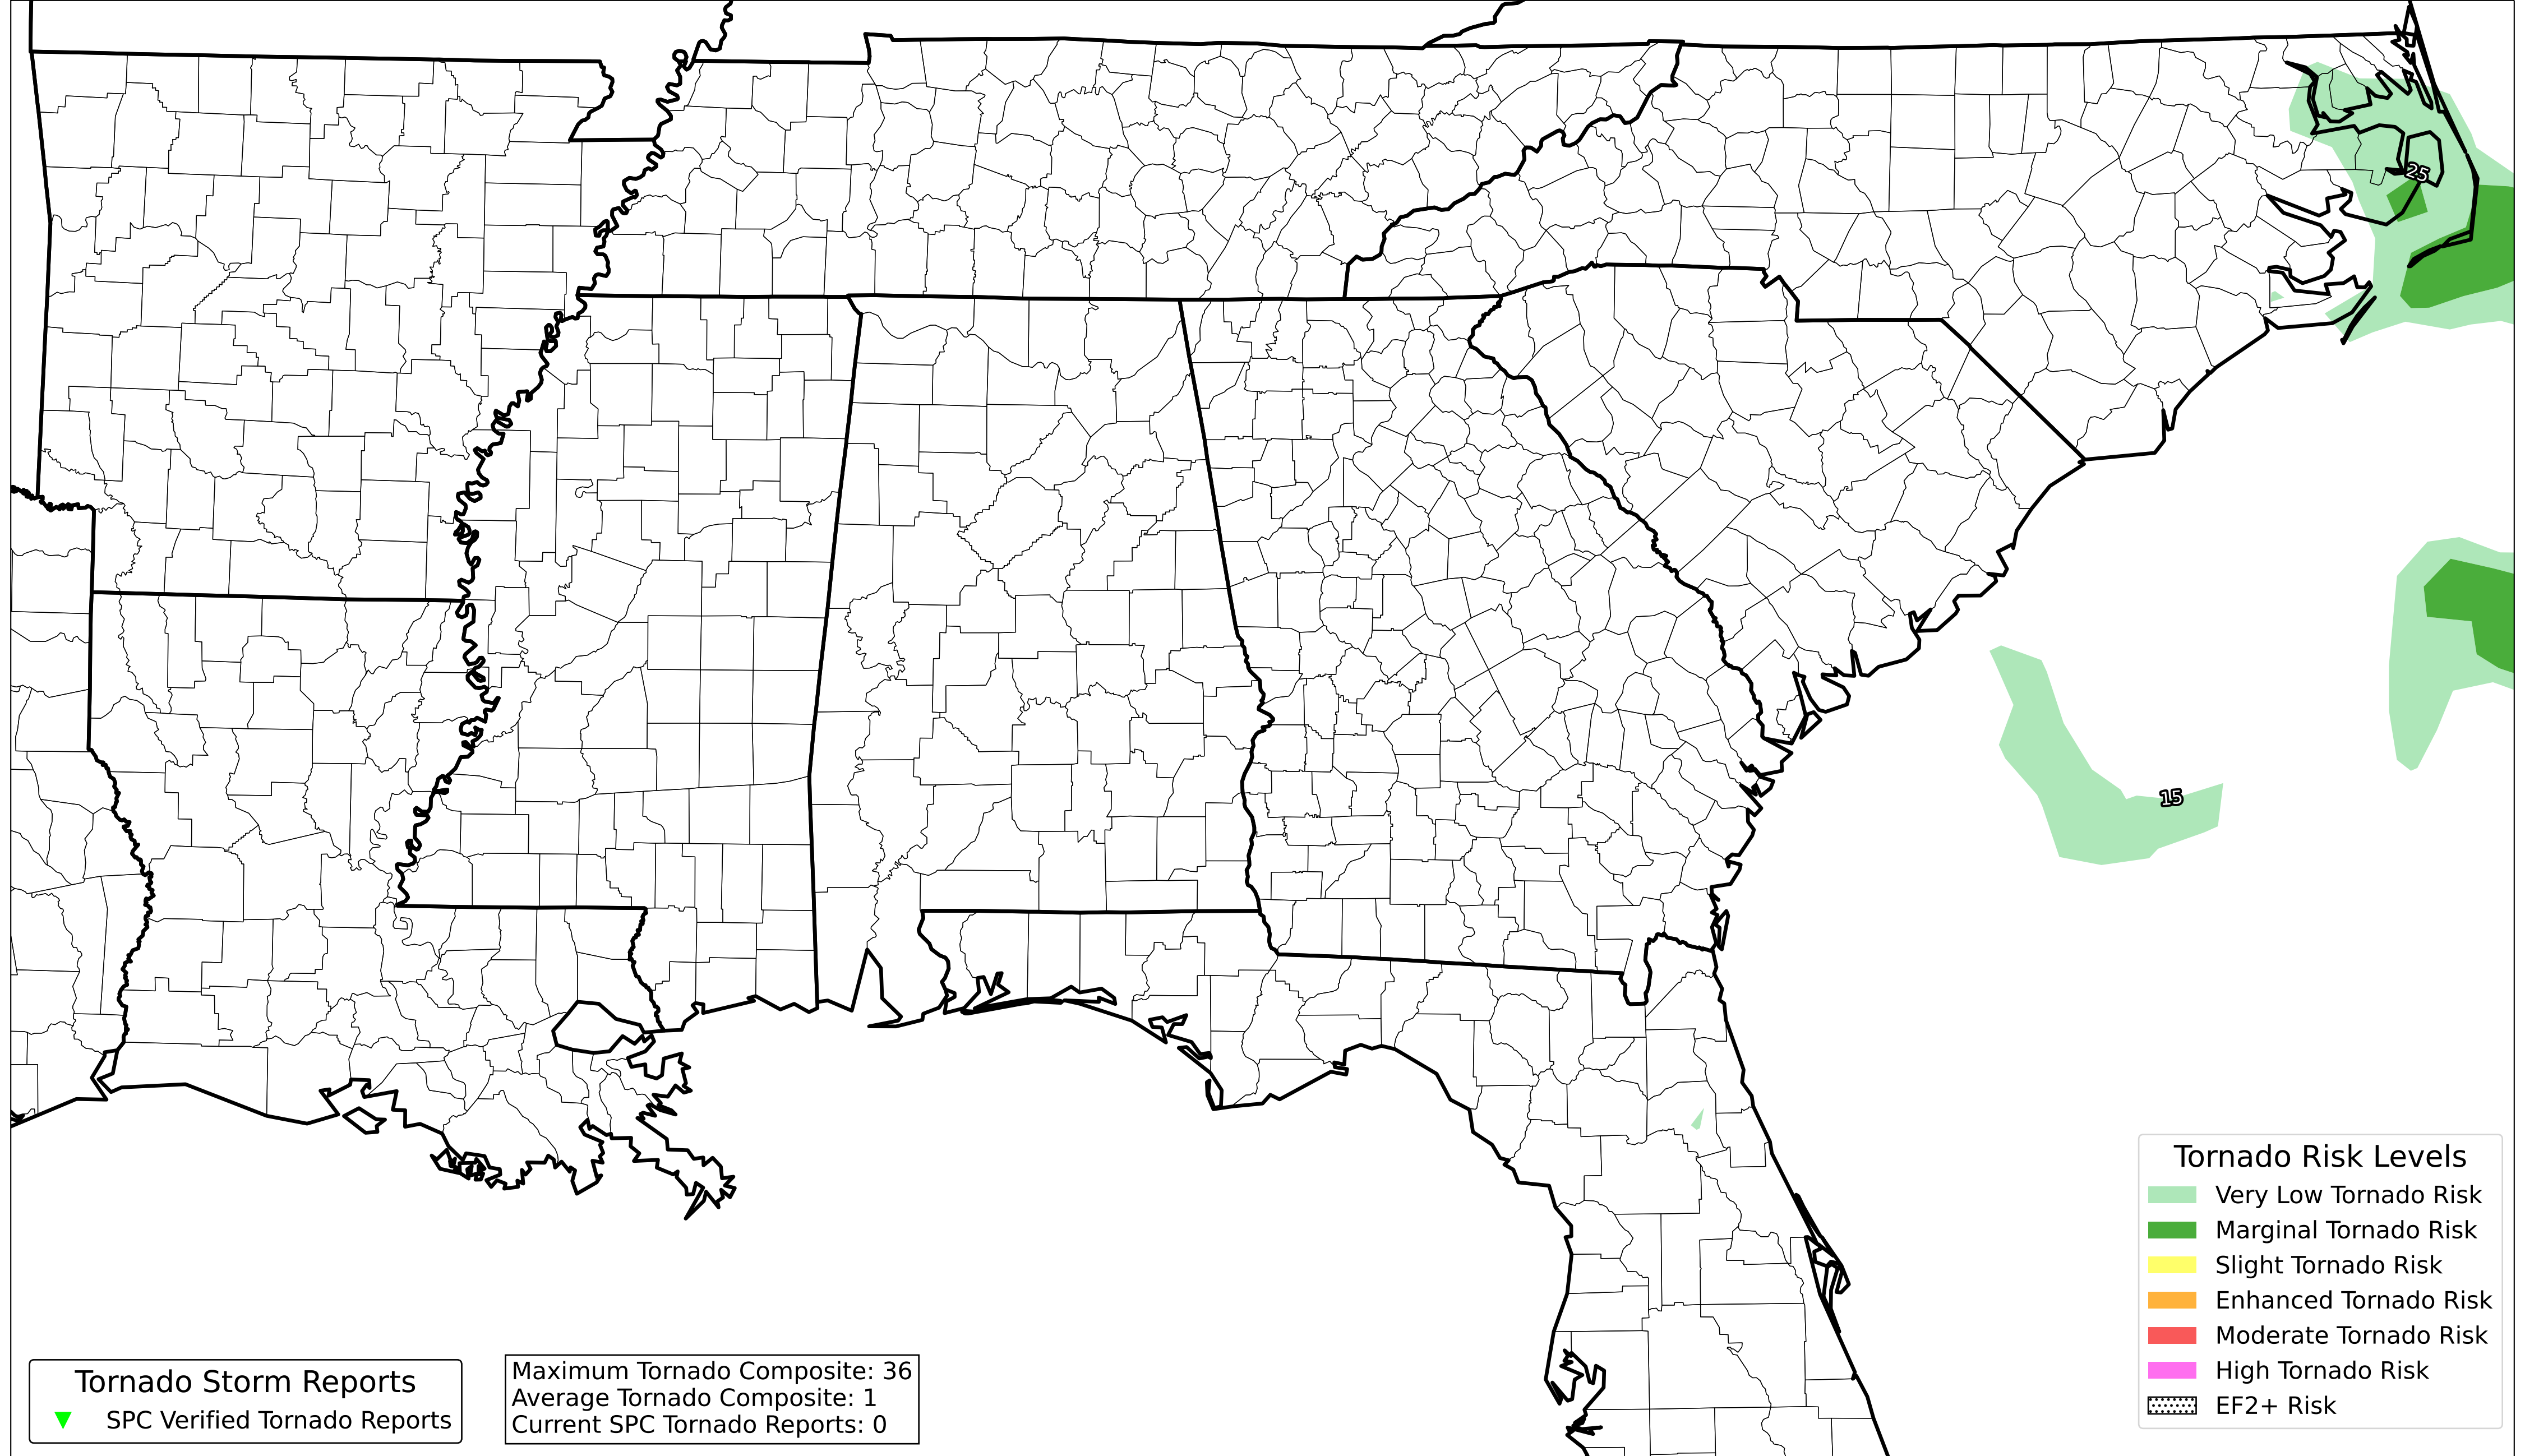 25
15
Tornado Risk Levels
Very Low Tornado Risk
Marginal Tornado Risk
Slight Tornado Risk
Enhanced Tornado Risk
Moderate Tornado Risk
High Tornado Risk
EF2+ Risk
Tornado Storm Reports
SPC Verified Tornado Reports
Maximum Tornado Composite: 36
Average Tornado Composite: 1
Current SPC Tornado Reports: 0